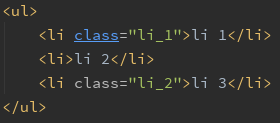 <ul>
    <li class="li_1">li 1</li>
    <li>li 2</li>
    <li class="li_2">li 3</li>
</ul>